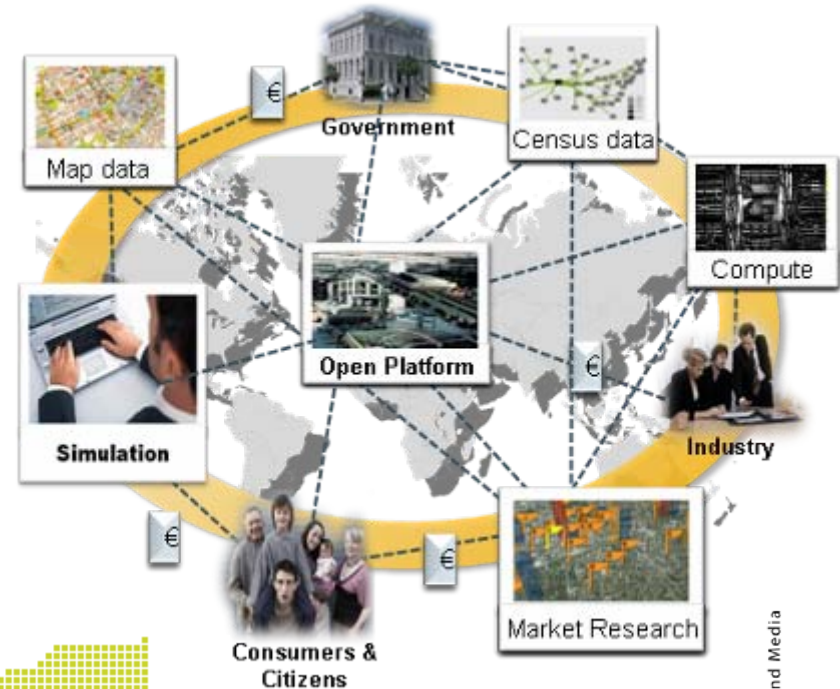 €
Government
Map data
Census data
Compute
Open Platform
€
Simulation
Industry
€
€
Market Research
Consumers &
Citizens
nd Media